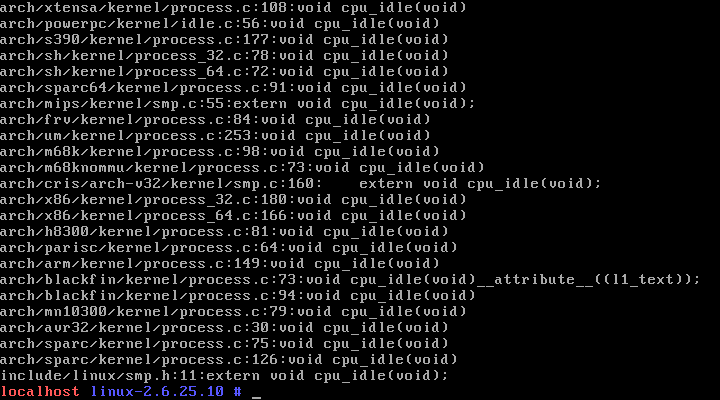 arch/xtensa/kernel/process.c:108:void cpu_idle(void)
arch/powerpc/kernel/idle.c:56:void cpu_idle(void)
arch/s390/kernel/process.c:177:void cpu_idle(void)
arch/sh/kernel/process_32.c:78:void cpu_idle(void)
arch/sh/kernel/process_64.c:72:void cpu_idle(void)
arch/sparc64/kernel/process.c:91:void cpu_idle(void)
arch/mips/kernel/smp.c:55:extern void cpu_idle(void);
arch/frv/kernel/process.c:84:void cpu_idle(void)
arch/um/kernel/process.c:253:void cpu_idle(void)
arch/m68k/kernel/process.c:98:void cpu_idle(void)
arch/m68knommu/kernel/process.c:73:void cpu_idle(void)
arch/cris/arch-v32/kernel/smp.c:160:    extern void cpu_idle(void);
arch/x86/kernel/process_32.c:180:void cpu_idle(void)
arch/x86/kernel/process_64.c:166:void cpu_idle(void)
arch/h8300/kernel/process.c:81:void cpu_idle(void)
arch/parisc/kernel/process.c:64:void cpu_idle(void)
arch/arm/kernel/process.c:149:void cpu_idle(void)
arch/blackfin/kernel/process.c:73:void cpu_idle(void)__attribute__((l1_text));
arch/blackfin/kernel/process.c:94:void cpu_idle(void)
arch/mn10300/kernel/process.c:79:void cpu_idle(void)
arch/avr32/kernel/process.c:30:void cpu_idle(void)
arch/sparc/kernel/process.c:75:void cpu_idle(void)
arch/sparc/kernel/process.c:126:void cpu_idle(void)
include/linux/smp.h:11:extern void cpu_idle(void);
localhost linux-2.6.25.10 # _